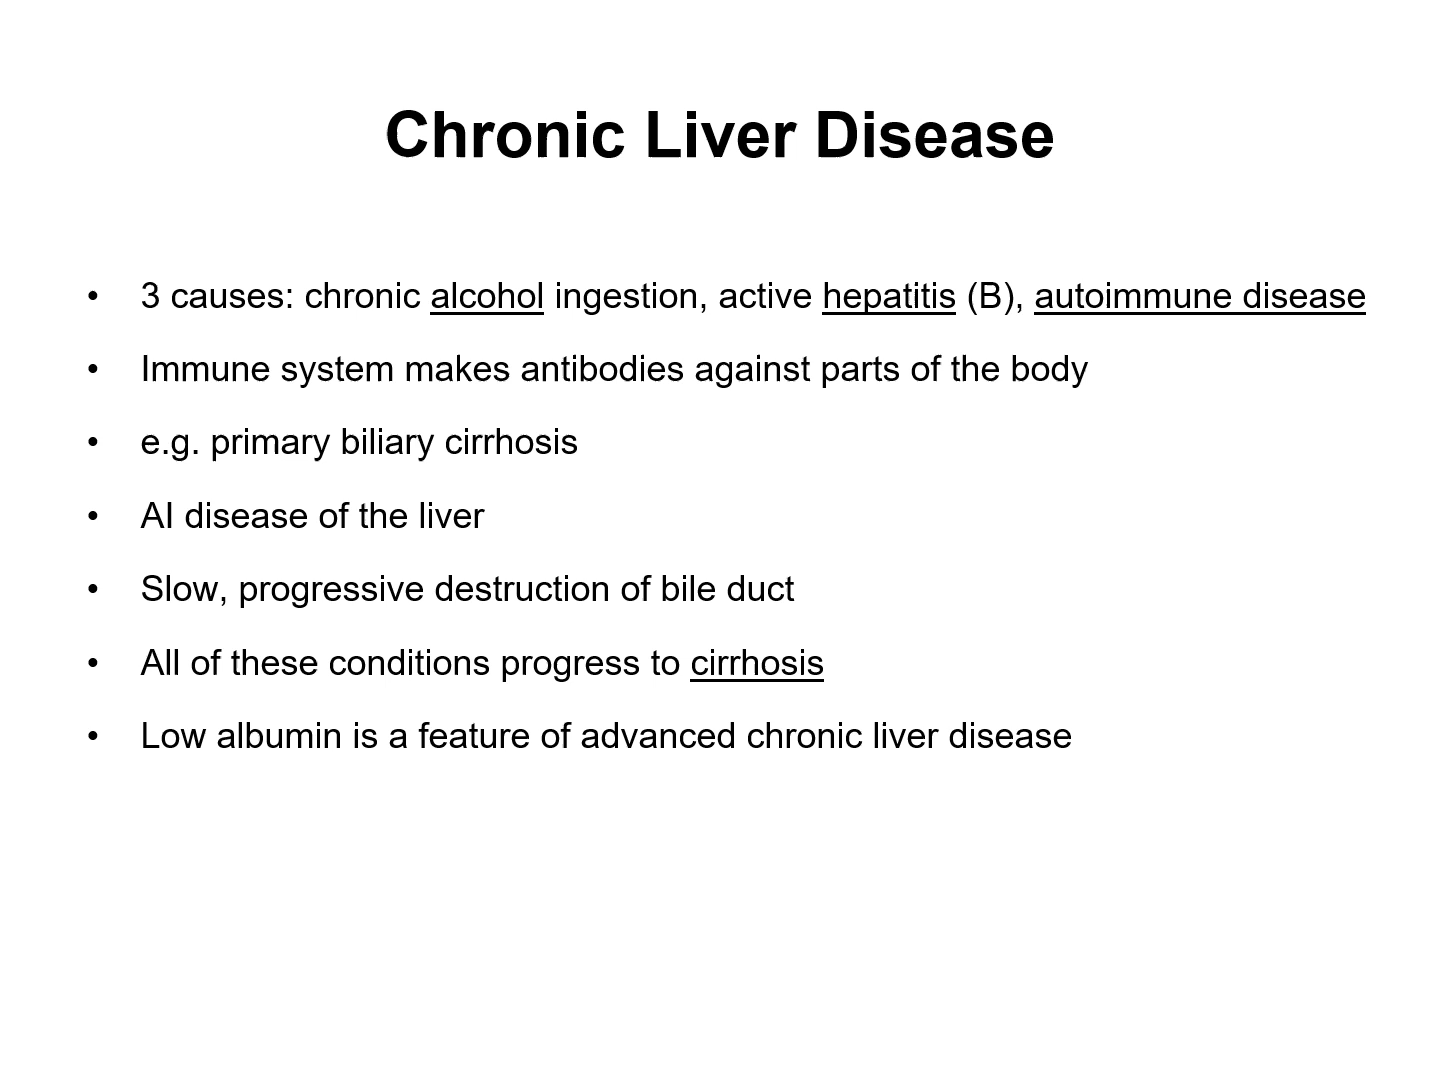 Chronic Liver Disease
• 3 causes: chronic alcohol ingestion, active hepatitis (B), autoimmune disease
• Immune system makes antibodies against parts of the body
• e.g. primary biliary cirrhosis
• AI disease of the liver
• Slow, progressive destruction of bile duct
• All of these conditions progress to cirrhosis
• Low albumin is a feature of advanced chronic liver disease